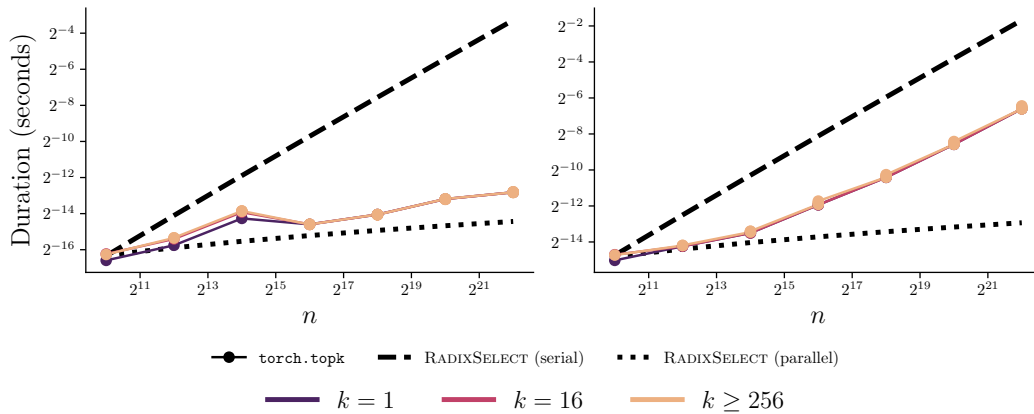 Duration (seconds)
2^−4
2^−6
2^−8
2^−10
2^−12
2^−14
2^−16
2^11 2^13 2^15 2^17 2^19 2^21
n
2^−2
2^−4
2^−6
2^−8
2^−10
2^−12
2^−14
2^11 2^13 2^15 2^17 2^19 2^21
n
torch.topk RADIXSELECT (serial) RADIXSELECT (parallel)
k = 1 k = 16 k ≥ 256